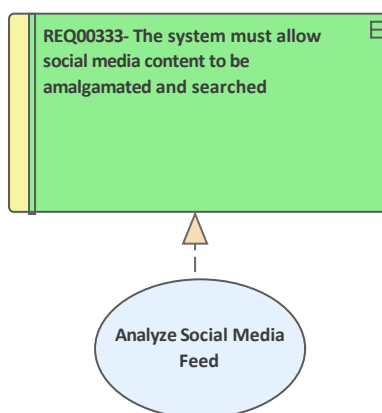 REQ00333- The system must allow
social media content to be
amalgamated and searched
Analyze Social Media
Feed